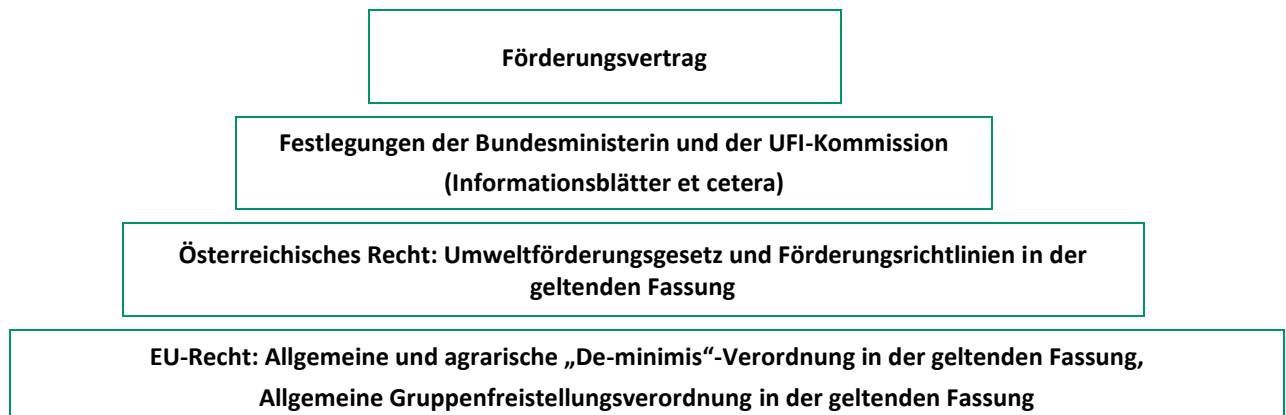 Förderungsvertrag
Festlegungen der Bundesministerin und der UFI-Kommission
(Informationsblätter et cetera)
Österreichisches Recht: Umweltförderungsgesetz und Förderungsrichtlinien in der
geltenden Fassung
EU-Recht: Allgemeine und agrarische „De-minimis“-Verordnung in der geltenden Fassung,
Allgemeine Gruppenfreistellungsverordnung in der geltenden Fassung